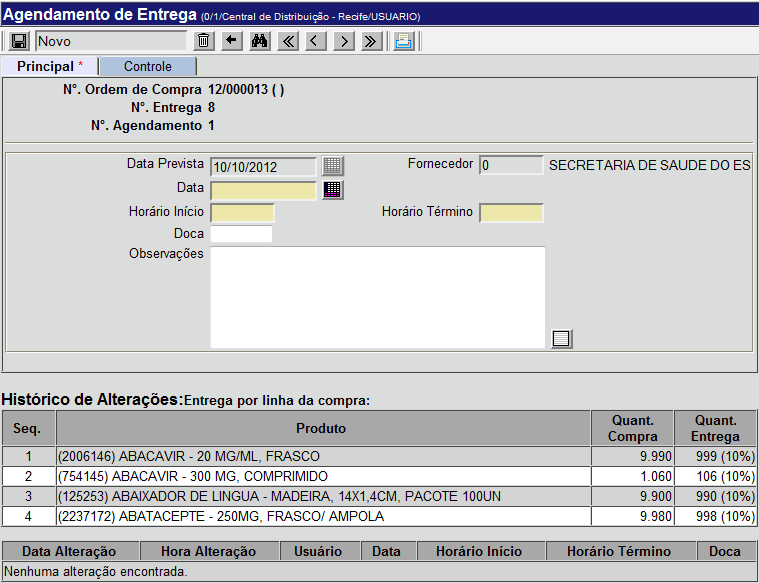 Agendamento de Entrega (0/1/Central de Distribuição - Recife/USUARIO)
Novo
Principal * Controle
N°. Ordem de Compra 12/000013 ( )
N°. Entrega 8
N°. Agendamento 1
Data Prevista 10/10/2012 Fornecedor 0 SECRETARIA DE SAUDE DO ES
Data
Horário Início Horário Término
Doca
Observações
Histórico de Alterações:Entrega por linha da compra:
Seq. Produto Quant. Compra Quant. Entrega
1 (2006146) ABACAVIR - 20 MG/ML, FRASCO 9.990 999 (10%)
2 (754145) ABACAVIR - 300 MG, COMPRIMIDO 1.060 106 (10%)
3 (125253) ABAIXADOR DE LINGUA - MADEIRA, 14X1,4CM, PACOTE 100UN 9.900 990 (10%)
4 (2237172) ABATACEPTE - 250MG, FRASCO/ AMPOLA 9.980 998 (10%)
Data Alteração Hora Alteração Usuário Data Horário Início Horário Término Doca
Nenhuma alteração encontrada.